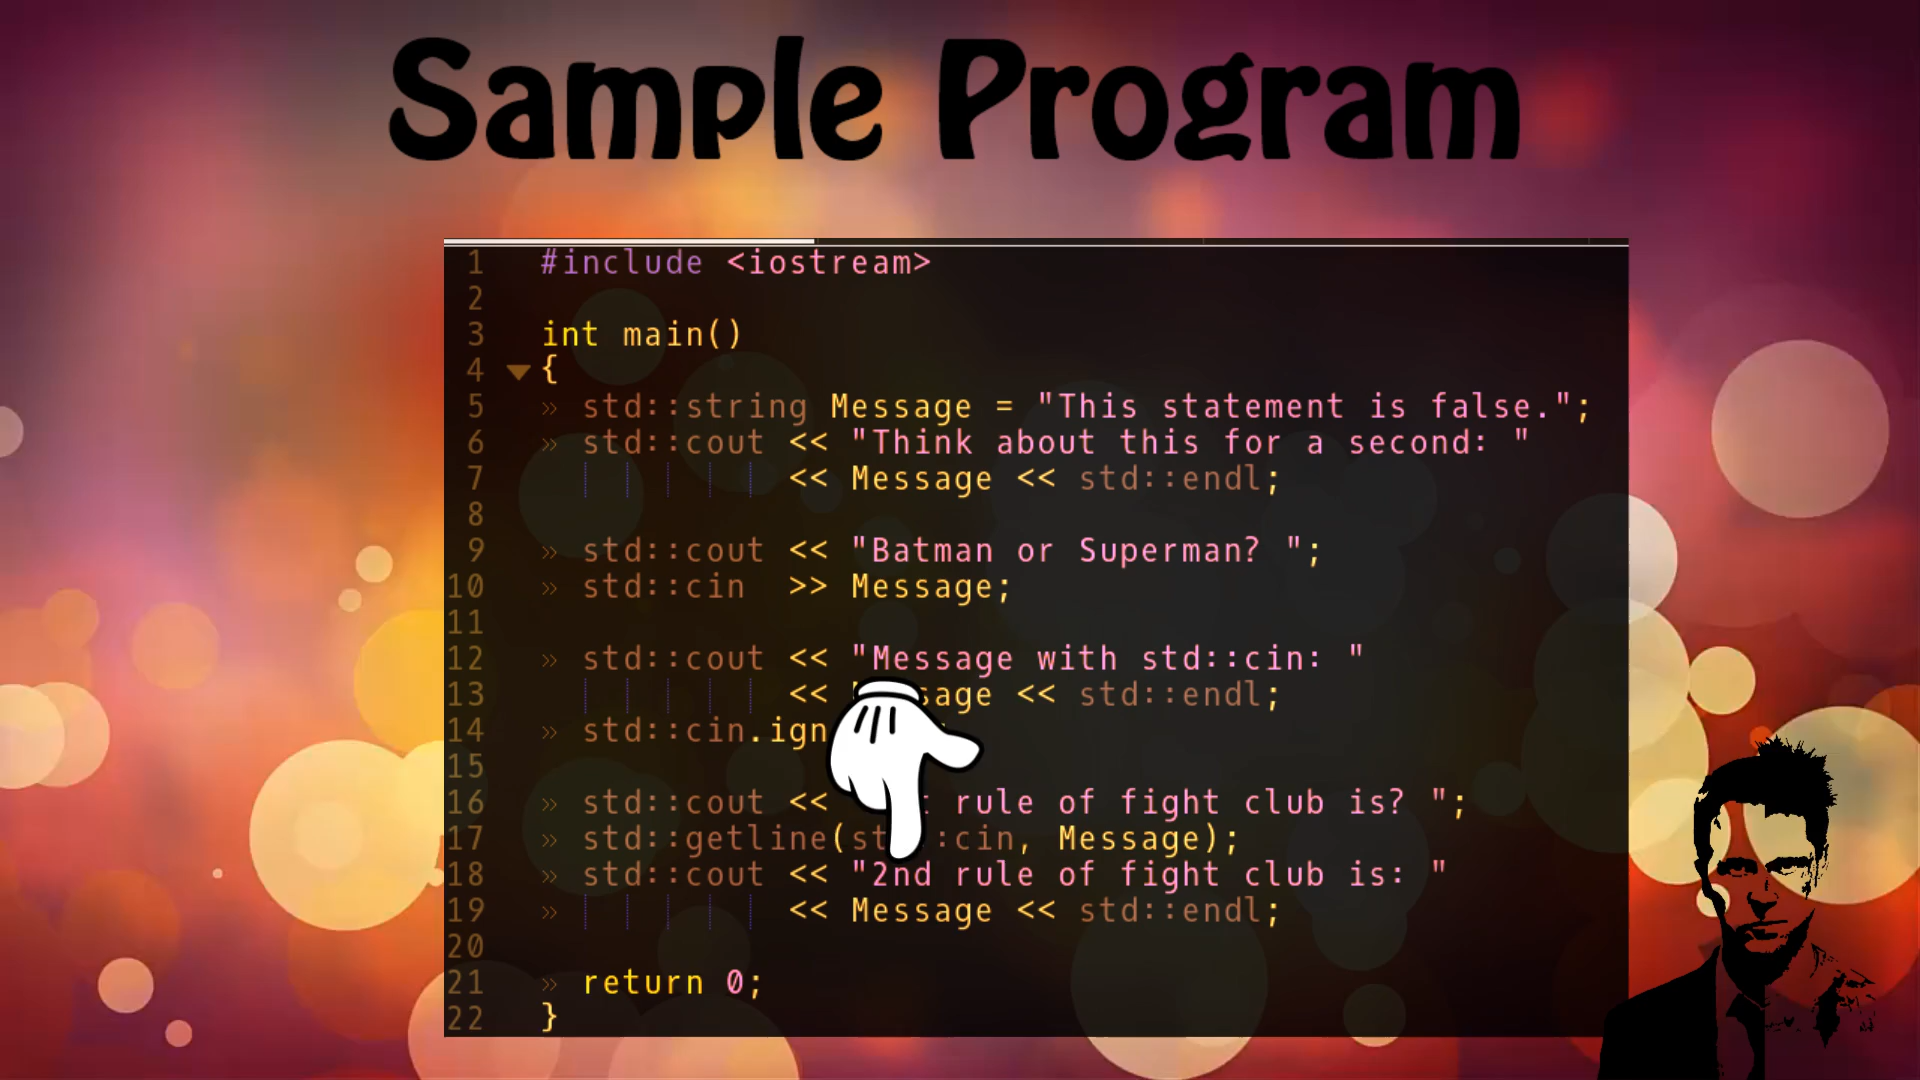 Sample Program
1 #include <iostream>
2
3 int main()
4 {
5 » std::string Message = "This statement is false.";
6 » std::cout << "Think about this for a second: "
7 << Message << std::endl;
8
9 » std::cout << "Batman or Superman? ";
10 » std::cin >> Message;
11
12 » std::cout << "Message with std::cin: "
13 << sage << std::endl;
14 » std::cin.ign
15
16 » std::cout << rule of fight club is? ";
17 » std::getline(st :cin, Message);
18 » std::cout << "2nd rule of fight club is: "
19 » << Message << std::endl;
20
21 » return 0;
22 }